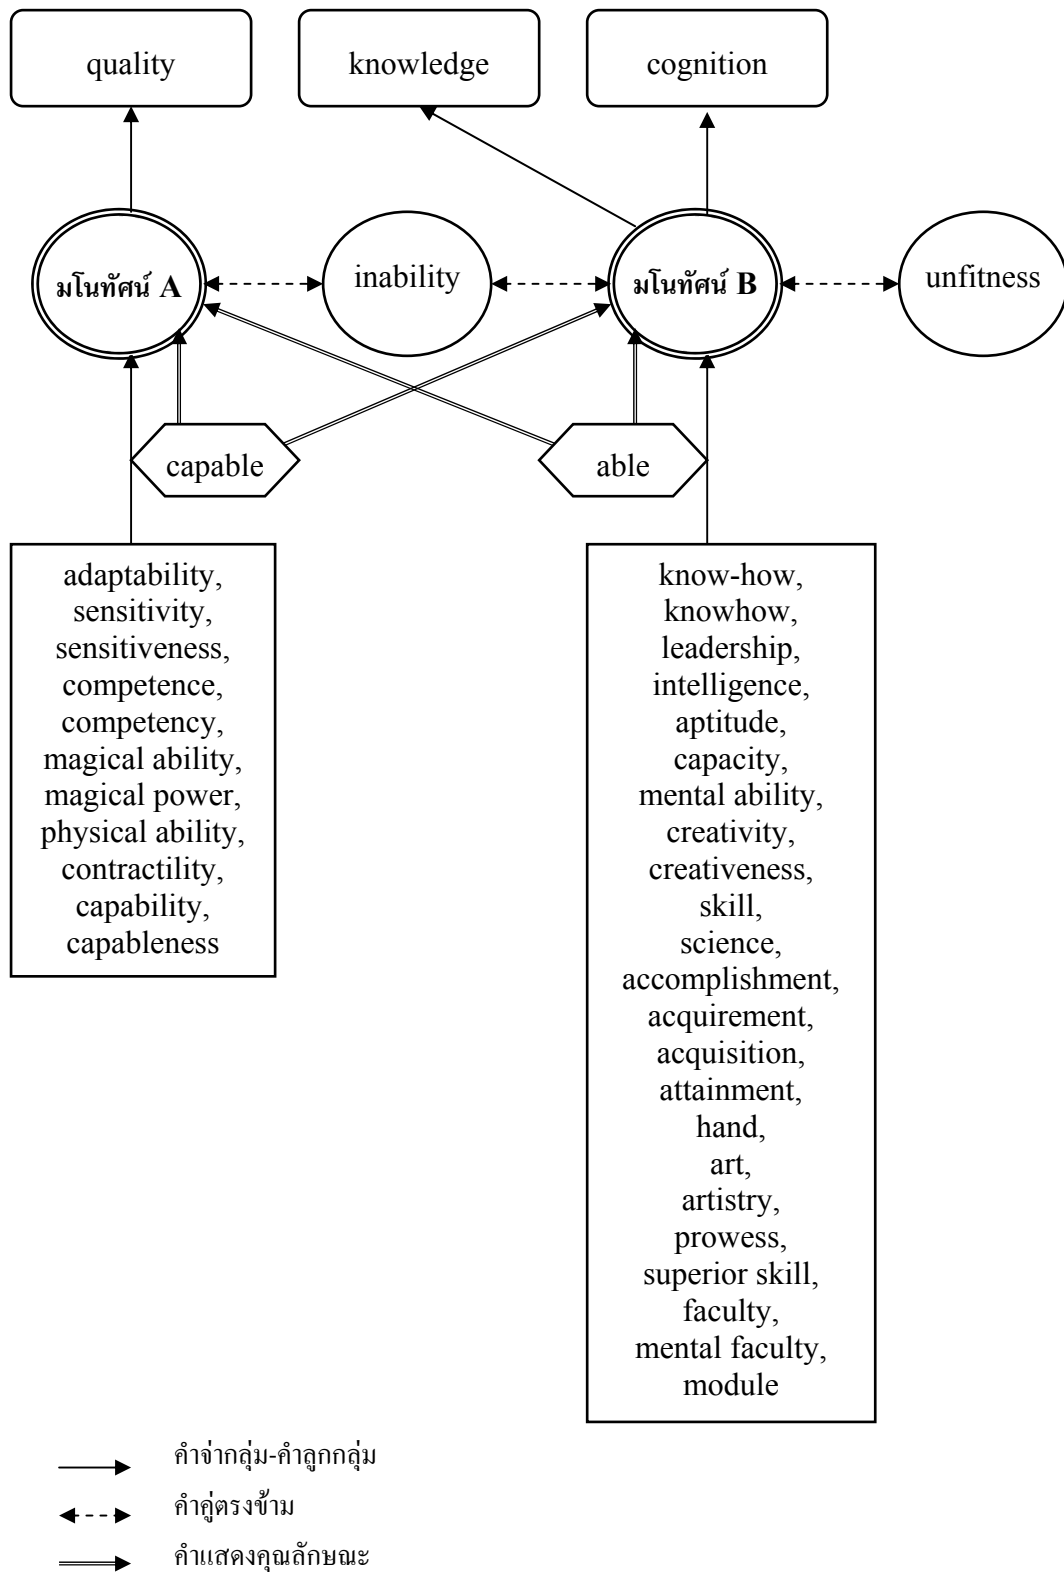 quality
knowledge
cognition
มโนทัศน์ A
inability
มโนทัศน์ B
unfitness
capable
able
adaptability,
sensitivity,
sensitiveness,
competence,
competency,
magical ability,
magical power,
physical ability,
contractility,
capability,
capableness
know-how,
knowhow,
leadership,
intelligence,
aptitude,
capacity,
mental ability,
creativity,
creativeness,
skill,
science,
accomplishment,
acquirement,
acquisition,
attainment,
hand,
art,
artistry,
prowess,
superior skill,
faculty,
mental faculty,
module
คำจ่ากลุ่ม-คำลูกกลุ่ม
คำคู่ตรงข้าม
คำแสดงคุณลักษณะ